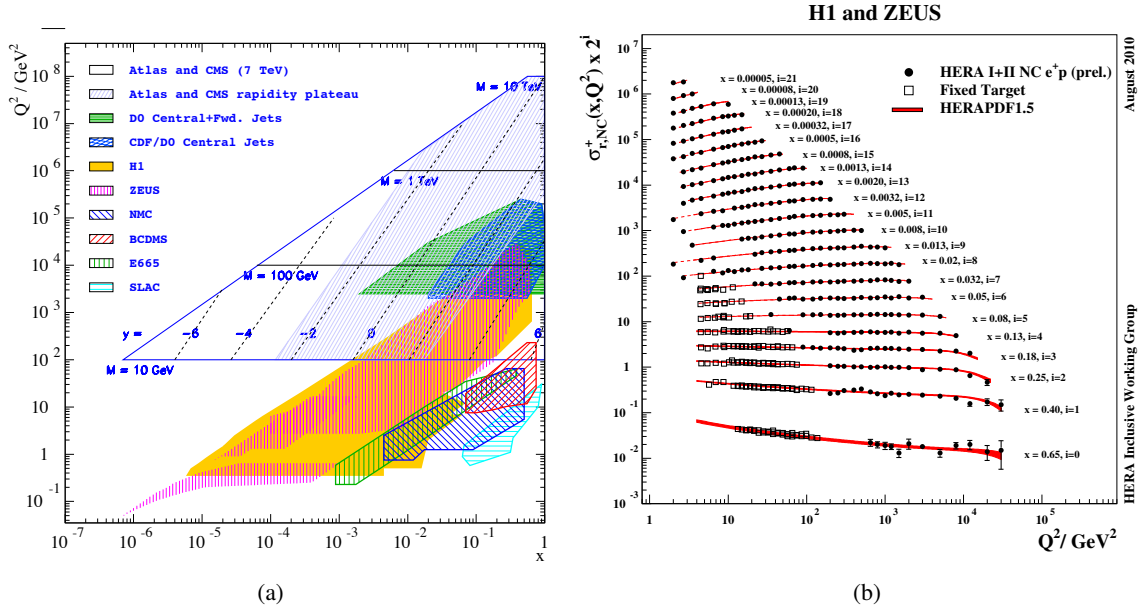 Q² / GeV²
10⁸
10⁷
10⁶
10⁵
10⁴
10³
10²
10
1
10⁻¹
Atlas and CMS (7 TeV)
Atlas and CMS rapidity plateau
D0 Central+Fwd. Jets
CDF/D0 Central Jets
H1
ZEUS
NMC
BCDMS
E665
SLAC
M = 10 TeV
M = 1 TeV
M = 100 GeV
y = -6 -4 -2 0 6
M = 10 GeV
10⁻⁷ 10⁻⁶ 10⁻⁵ 10⁻⁴ 10⁻³ 10⁻² 10⁻¹ 1
x
(a)
H1 and ZEUS
σ⁺r,NC(x,Q²) x 2ⁱ
10⁷
10⁶
10⁵
10⁴
10³
10²
10
1
10⁻¹
10⁻²
10⁻³
x = 0.00005, i=21
x = 0.00008, i=20
x = 0.00013, i=19
x = 0.00020, i=18
x = 0.00032, i=17
x = 0.0005, i=16
x = 0.0008, i=15
x = 0.0013, i=14
x = 0.0020, i=13
x = 0.0032, i=12
x = 0.005, i=11
x = 0.008, i=10
x = 0.013, i=9
x = 0.02, i=8
x = 0.032, i=7
x = 0.05, i=6
x = 0.08, i=5
x = 0.13, i=4
x = 0.18, i=3
x = 0.25, i=2
x = 0.40, i=1
x = 0.65, i=0
HERA I+II NC e⁺p (prel.)
Fixed Target
HERAPDF1.5
1 10 10² 10³ 10⁴ 10⁵
Q²/ GeV²
August 2010
HERA Inclusive Working Group
(b)